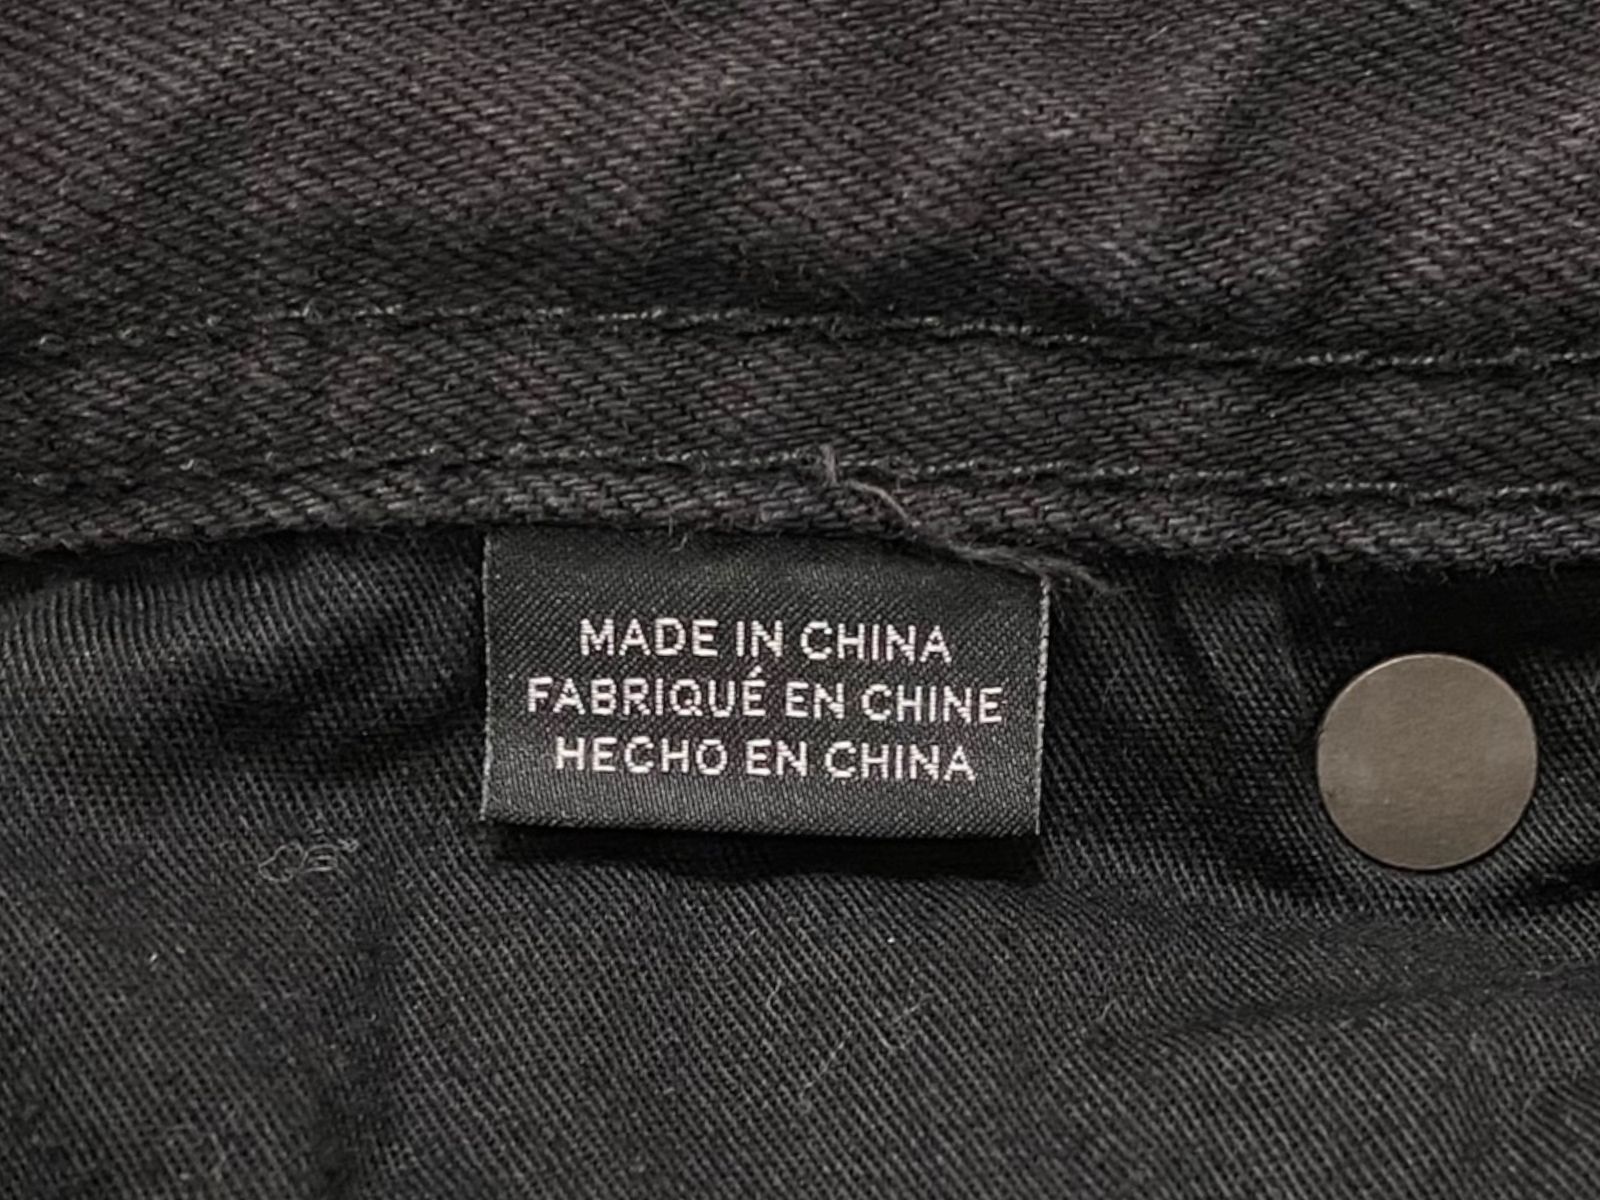 MADE IN CHINA
FABRIQUÉ EN CHINE
HECHO EN CHINA